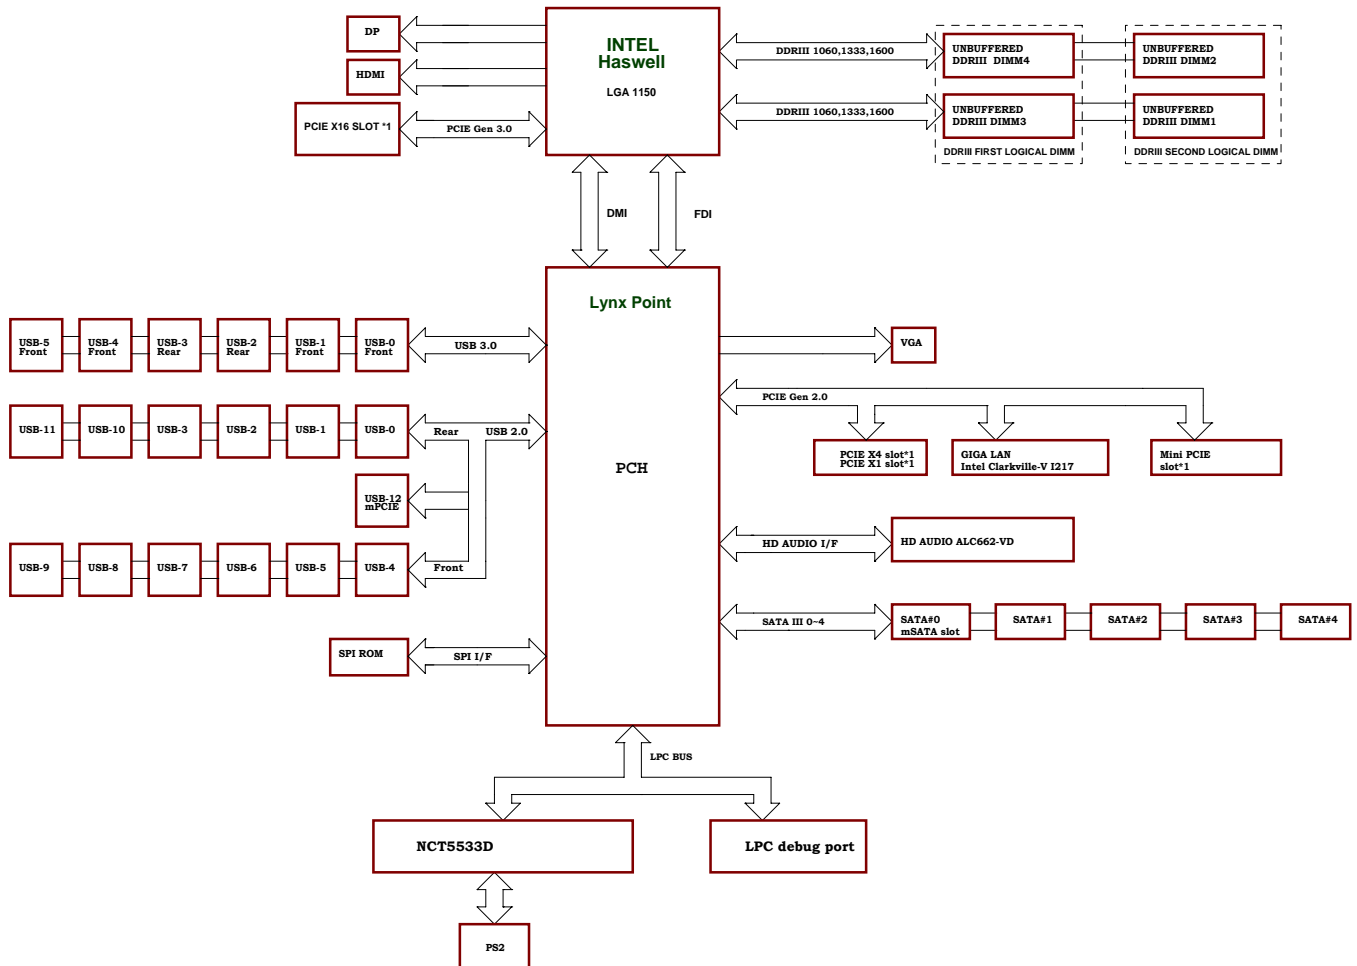 DP
HDMI
PCIE X16 SLOT *1
PCIE Gen 3.0
INTEL
Haswell
LGA 1150
DDRIII 1060,1333,1600
UNBUFFERED
DDRIII DIMM4
UNBUFFERED
DDRIII DIMM2
DDRIII 1060,1333,1600
UNBUFFERED
DDRIII DIMM3
UNBUFFERED
DDRIII DIMM1
DDRIII FIRST LOGICAL DIMM
DDRIII SECOND LOGICAL DIMM
DMI
FDI
Lynx Point
PCH
USB-5
Front
USB-4
Front
USB-3
Rear
USB-2
Rear
USB-1
Front
USB-0
Front
USB 3.0
VGA
PCIE Gen 2.0
USB-11
USB-10
USB-3
USB-2
USB-1
USB-0
Rear
USB 2.0
PCIE X4 slot*1
PCIE X1 slot*1
GIGA LAN
Intel Clarkville-V I217
Mini PCIE
slot*1
USB-12
mPCIE
HD AUDIO I/F
HD AUDIO ALC662-VD
USB-9
USB-8
USB-7
USB-6
USB-5
USB-4
Front
SATA III 0~4
SATA#0
mSATA slot
SATA#1
SATA#2
SATA#3
SATA#4
SPI ROM
SPI I/F
LPC BUS
NCT5533D
LPC debug port
PS2